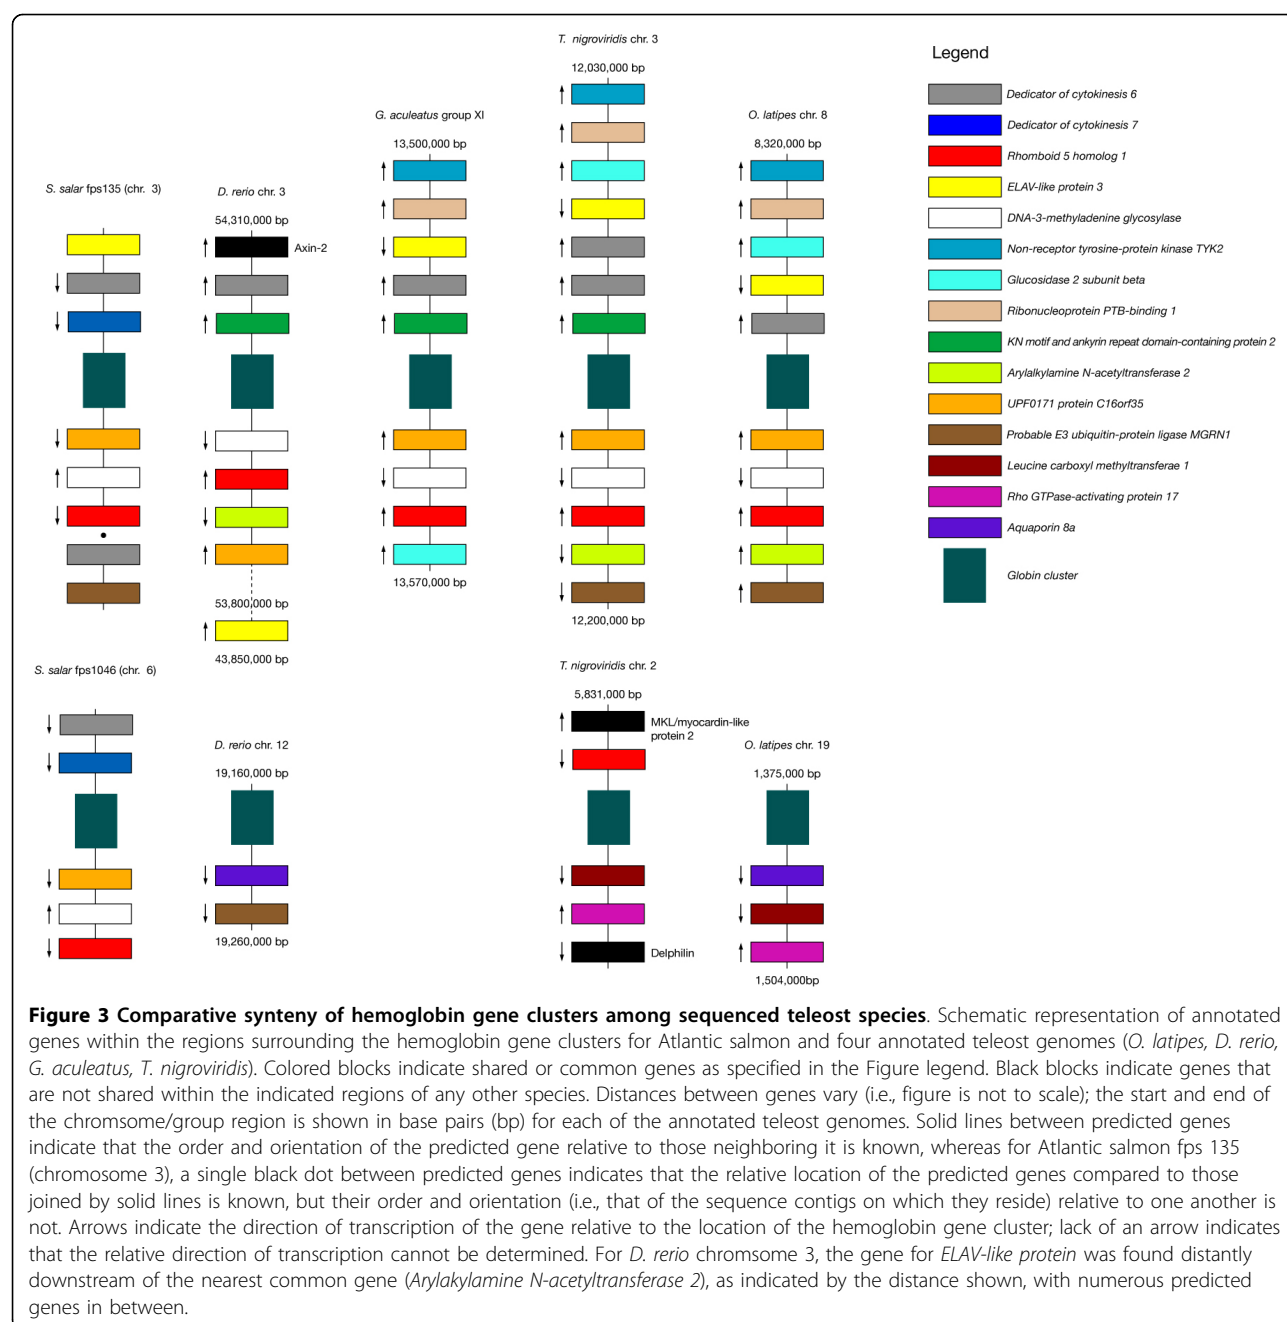 T. nigroviridis chr. 3
12,030,000 bp
G. aculeatus group XI
13,500,000 bp
O. latipes chr. 8
8,320,000 bp
S. salar fps135 (chr. 3)
D. rerio chr. 3
54,310,000 bp
Axin-2
13,570,000 bp
53,800,000 bp
12,200,000 bp
43,850,000 bp
Legend
Dedicator of cytokinesis 6
Dedicator of cytokinesis 7
Rhomboid 5 homolog 1
ELAV-like protein 3
DNA-3-methyladenine glycosylase
Non-receptor tyrosine-protein kinase TYK2
Glucosidase 2 subunit beta
Ribonucleoprotein PTB-binding 1
KN motif and ankyrin repeat domain-containing protein 2
Arylalkylamine N-acetyltransferase 2
UPF0171 protein C16orf35
Probable E3 ubiquitin-protein ligase MGRN1
Leucine carboxyl methyltransferae 1
Rho GTPase-activating protein 17
Aquaporin 8a
Globin cluster
S. salar fps1046 (chr. 6)
D. rerio chr. 12
19,160,000 bp
19,260,000 bp
T. nigroviridis chr. 2
5,831,000 bp
MKL/myocardin-like
protein 2
Delphilin
O. latipes chr. 19
1,375,000 bp
1,504,000bp
Figure 3 Comparative synteny of hemoglobin gene clusters among sequenced teleost species. Schematic representation of annotated
genes within the regions surrounding the hemoglobin gene clusters for Atlantic salmon and four annotated teleost genomes (O. latipes, D. rerio,
G. aculeatus, T. nigroviridis). Colored blocks indicate shared or common genes as specified in the Figure legend. Black blocks indicate genes that
are not shared within the indicated regions of any other species. Distances between genes vary (i.e., figure is not to scale); the start and end of
the chromsome/group region is shown in base pairs (bp) for each of the annotated teleost genomes. Solid lines between predicted genes
indicate that the order and orientation of the predicted gene relative to those neighboring it is known, whereas for Atlantic salmon fps 135
(chromosome 3), a single black dot between predicted genes indicates that the relative location of the predicted genes compared to those
joined by solid lines is known, but their order and orientation (i.e., that of the sequence contigs on which they reside) relative to one another is
not. Arrows indicate the direction of transcription of the gene relative to the location of the hemoglobin gene cluster; lack of an arrow indicates
that the relative direction of transcription cannot be determined. For D. rerio chromsome 3, the gene for ELAV-like protein was found distantly
downstream of the nearest common gene (Arylakylamine N-acetyltransferase 2), as indicated by the distance shown, with numerous predicted
genes in between.